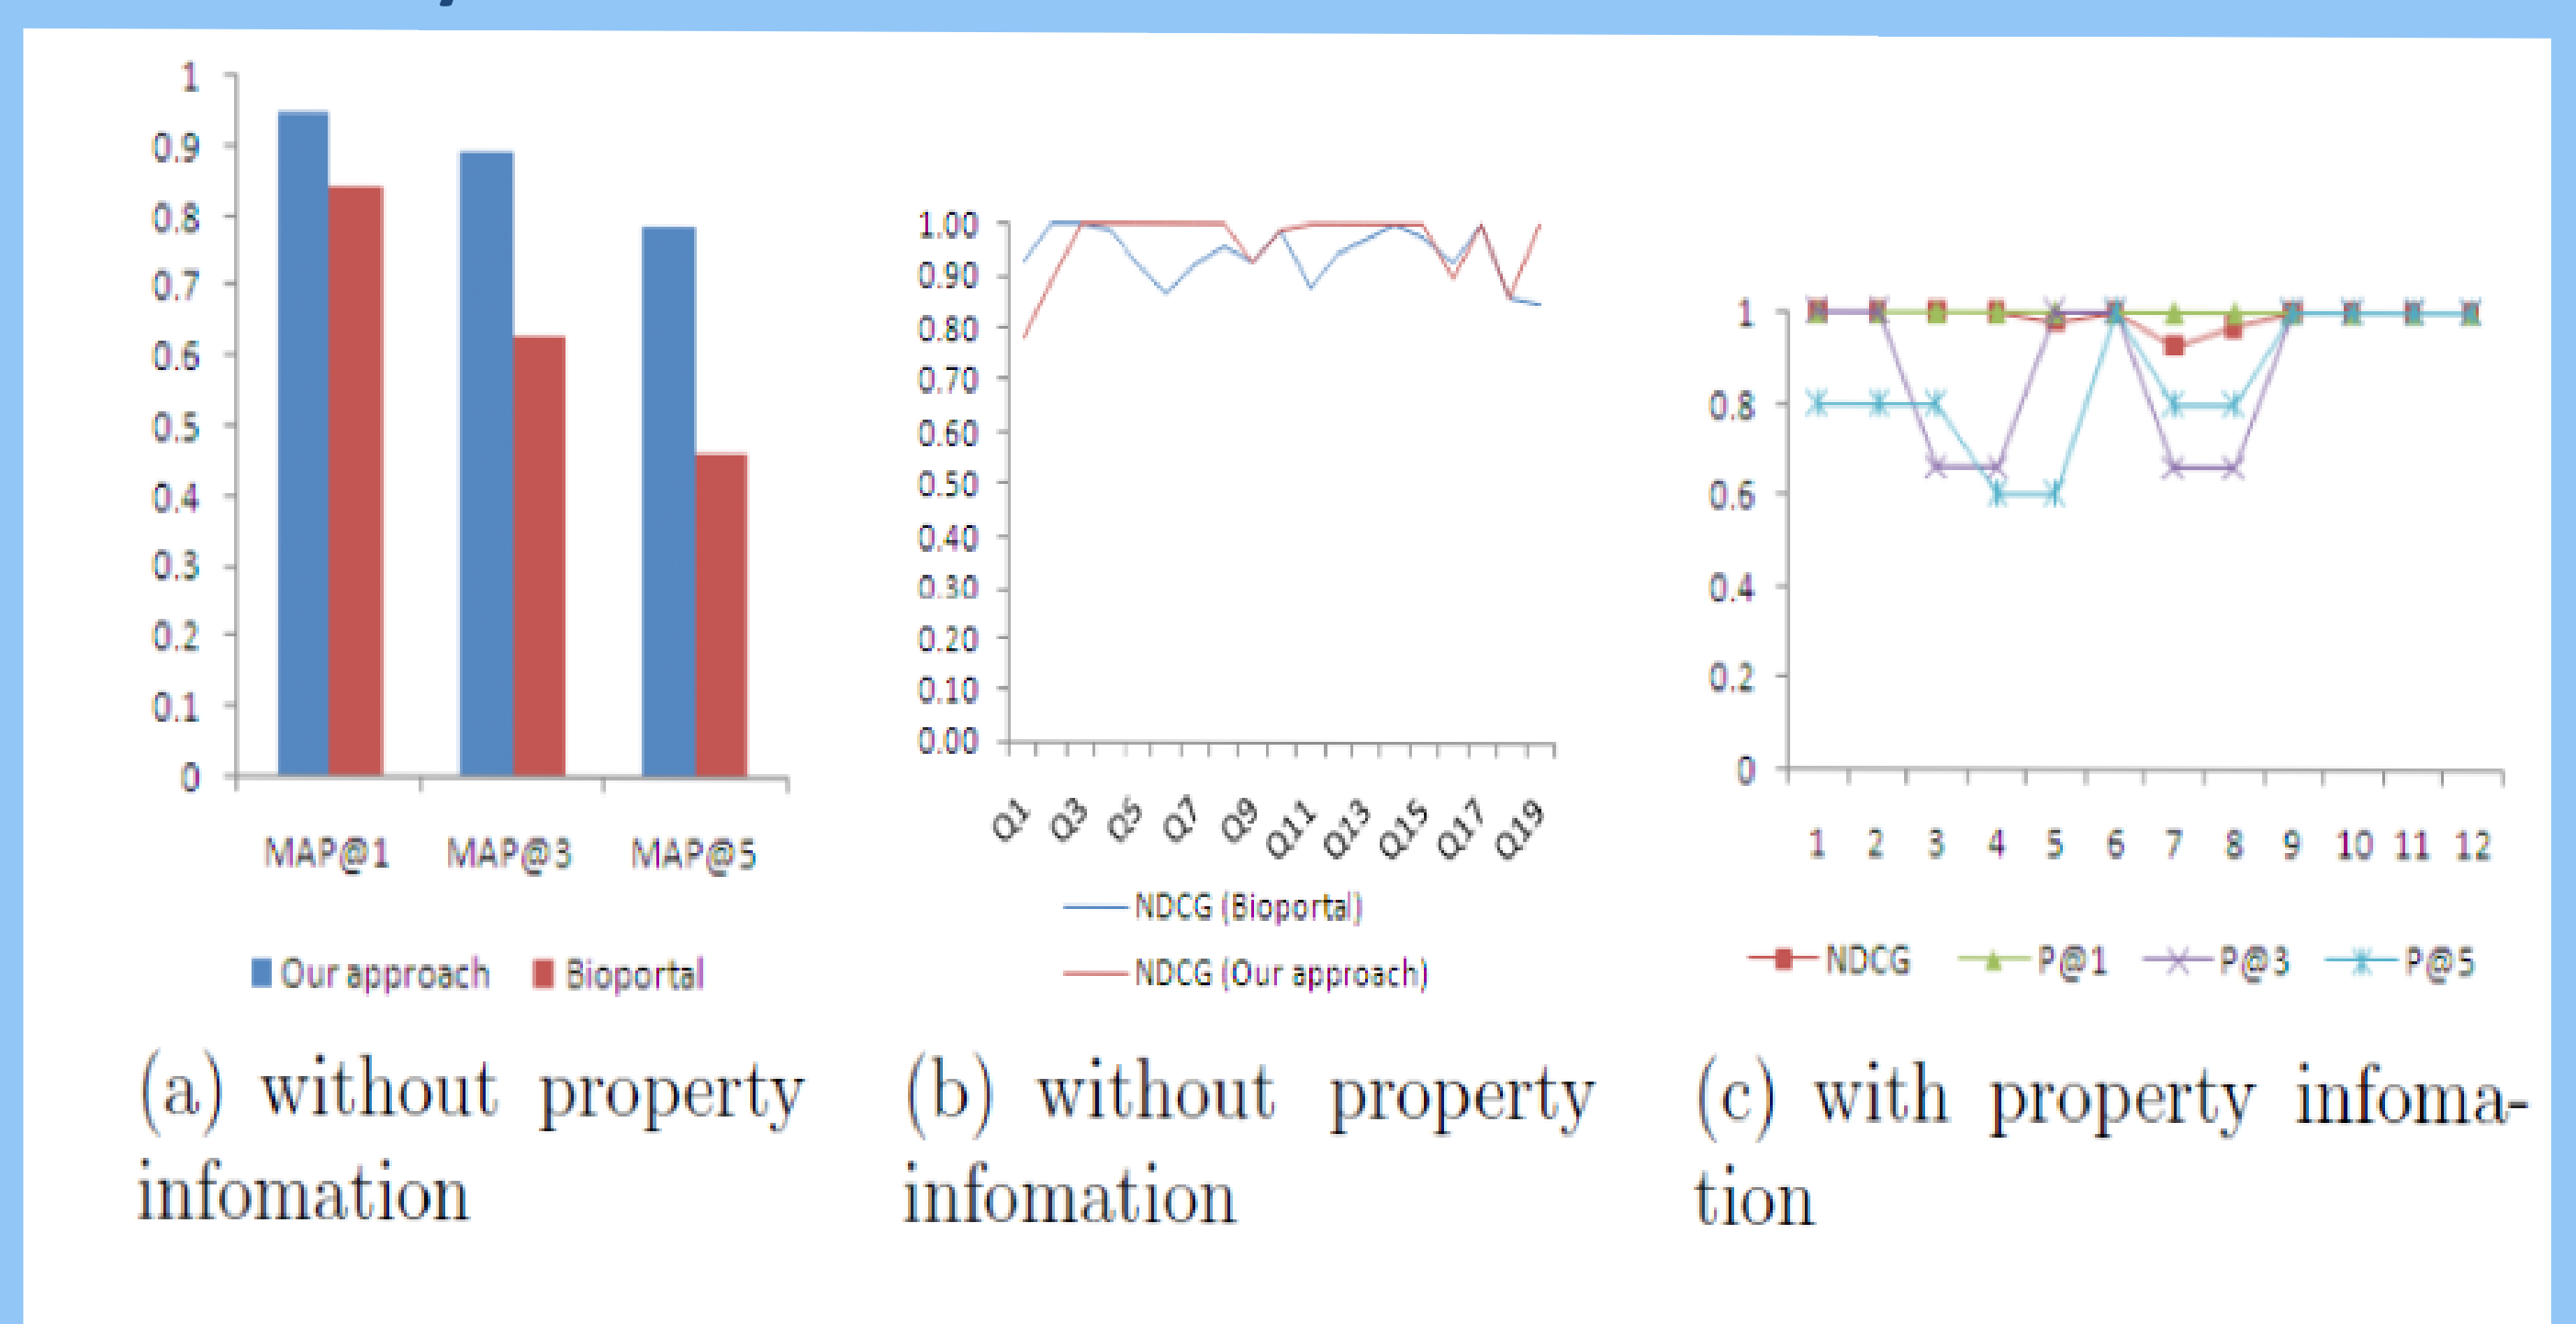 1
0.9
0.8
0.7
0.6
0.5
0.4
0.3
0.2
0.1
0
MAP@1 MAP@3 MAP@5
Our approach Bioportal
(a) without property
infomation
1.00
0.90
0.80
0.70
0.60
0.50
0.40
0.30
0.20
0.10
0.00
Q1 Q3 Q5 Q7 Q9 Q11 Q13 Q15 Q17 Q19
NDCG (Bioportal)
NDCG (Our approach)
(b) without property
infomation
1
0.8
0.6
0.4
0.2
0
1 2 3 4 5 6 7 8 9 10 11 12
NDCG P@1 P@3 P@5
(c) with property infoma-
tion